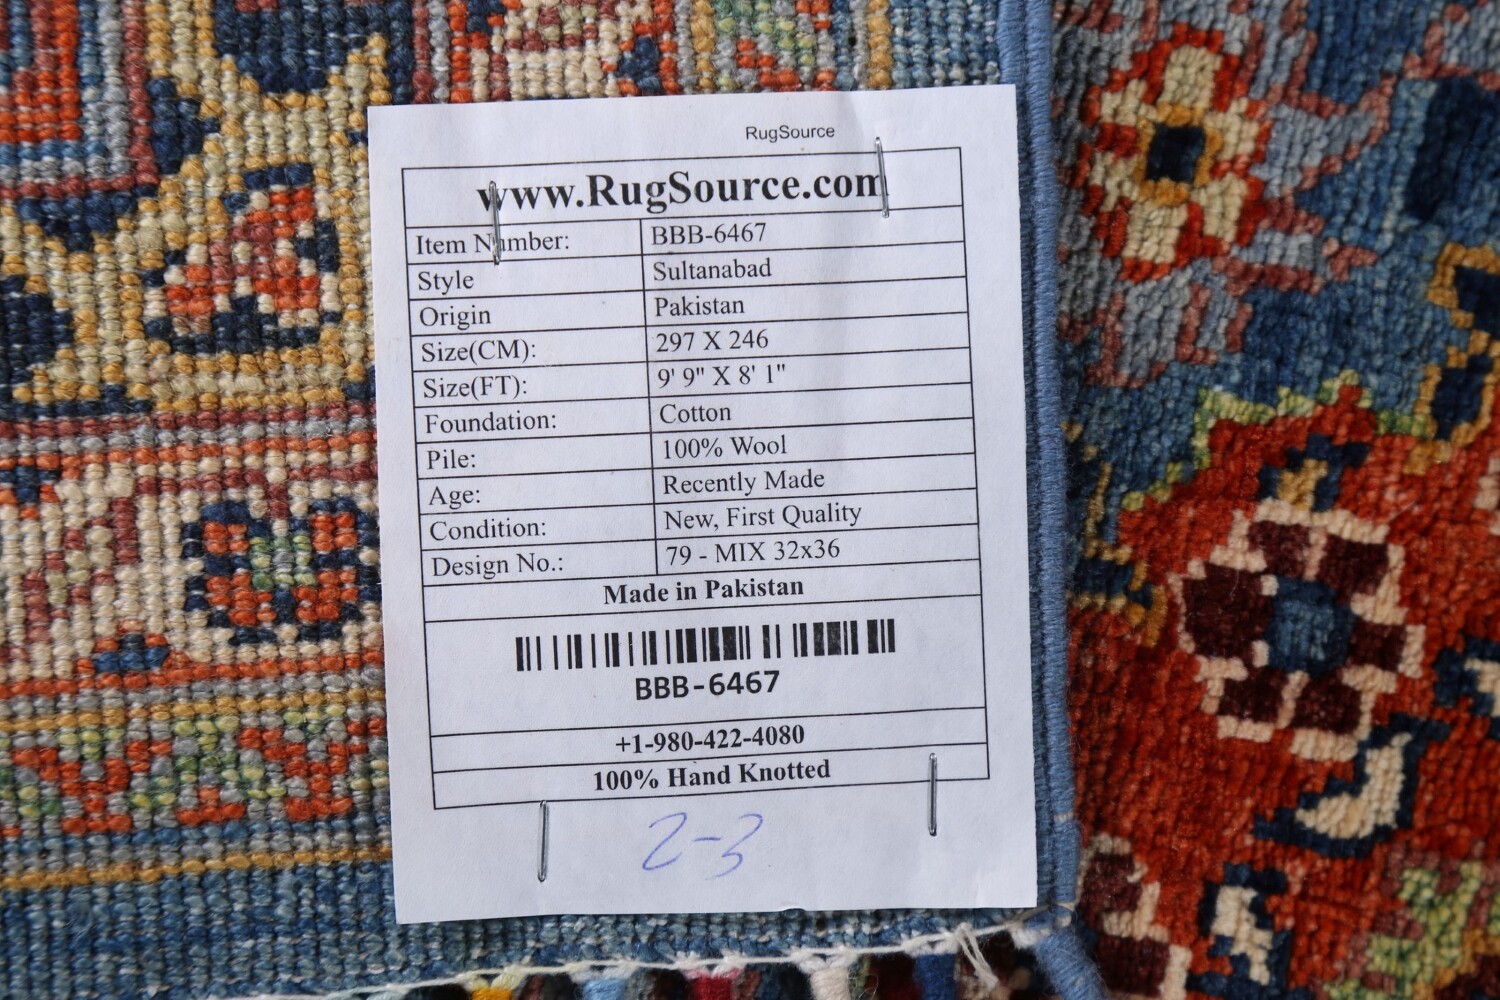 RugSource
www.RugSource.com
Item Number: BBB-6467
Style Sultanabad
Origin Pakistan
Size(CM): 297 X 246
Size(FT): 9' 9" X 8' 1"
Foundation: Cotton
Pile: 100% Wool
Age: Recently Made
Condition: New, First Quality
Design No.: 79 - MIX 32x36
Made in Pakistan
BBB-6467
+1-980-422-4080
100% Hand Knotted
2-3